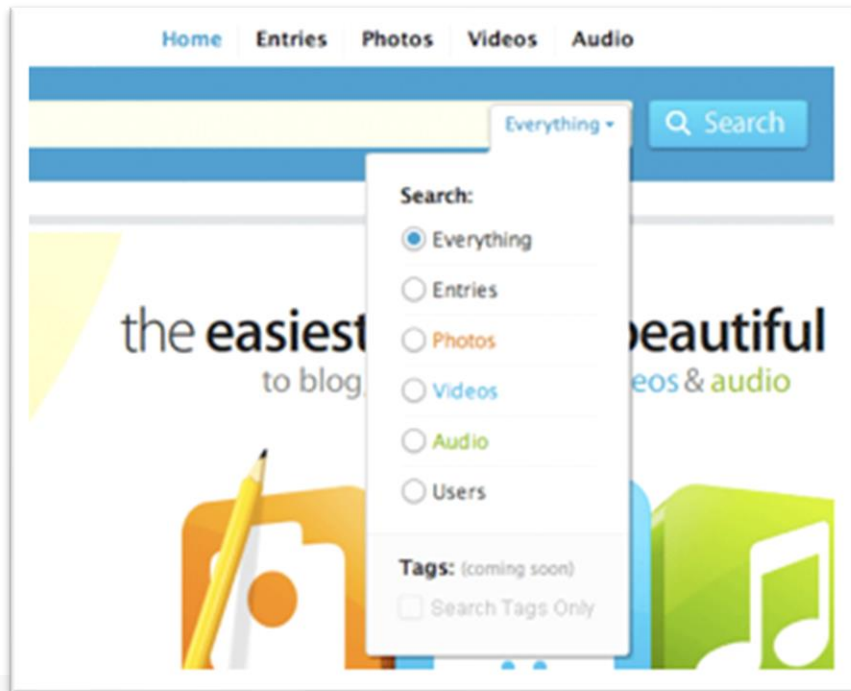 Home Entries Photos Videos Audio
Everything
Search
Search:
Everything
Entries
Photos
Videos
Audio
Users
Tags: (coming soon)
Search Tags Only
the easiest beautiful
to blog, eos & audio